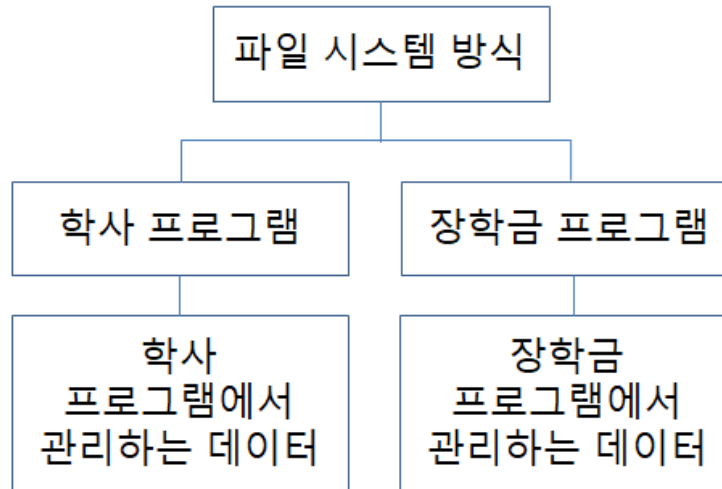 파일 시스템 방식
학사 프로그램
장학금 프로그램
학사
프로그램에서
관리하는 데이터
장학금
프로그램에서
관리하는 데이터